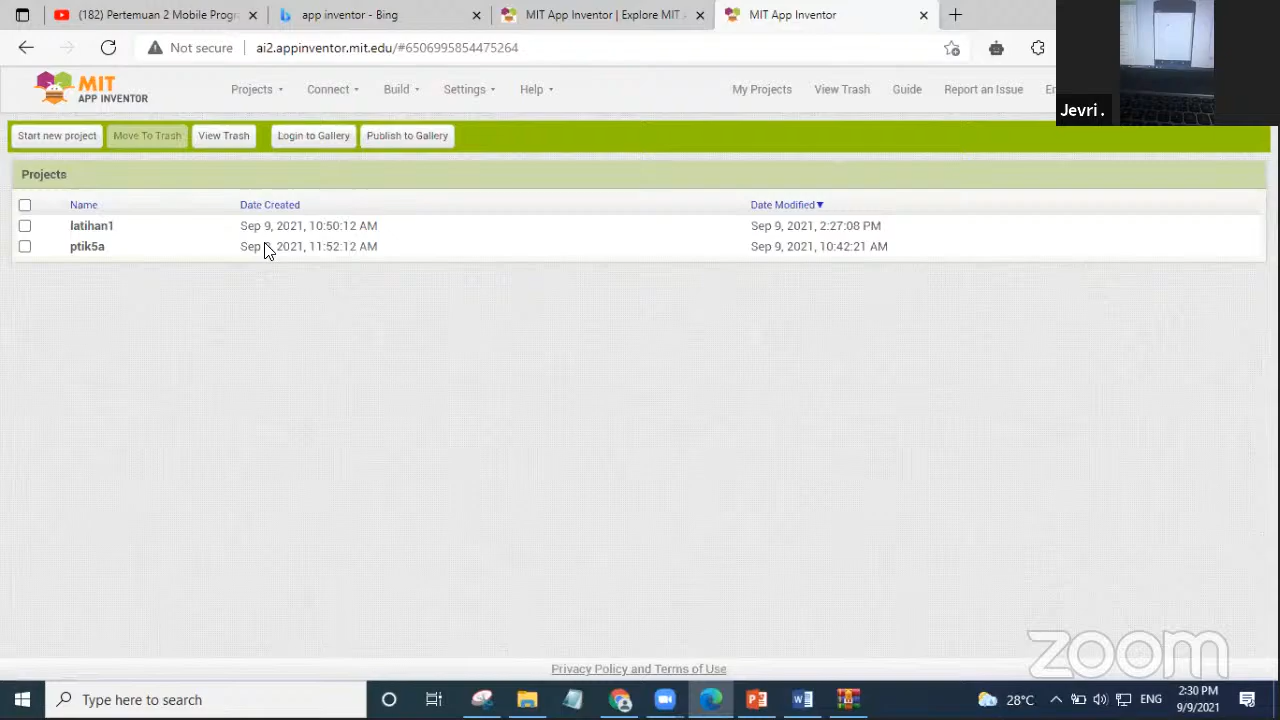 (182) Pertemuan 2 Mobile Progr
app inventor - Bing
MIT App Inventor | Explore MIT
MIT App Inventor
Not secure
ai2.appinventor.mit.edu/#6506995854475264
MIT
APP INVENTOR
Projects
Connect
Build
Settings
Help
My Projects
View Trash
Guide
Report an Issue
Jevri .
Start new project
Move To Trash
View Trash
Login to Gallery
Publish to Gallery
Projects
Name
Date Created
Date Modified▼
latihan1
Sep 9, 2021, 10:50:12 AM
Sep 9, 2021, 2:27:08 PM
ptik5a
Sep , 2021, 11:52:12 AM
Sep 9, 2021, 10:42:21 AM
zoom
Privacy Policy and Terms of Use
Type here to search
28°C
ENG
2:30 PM
9/9/2021